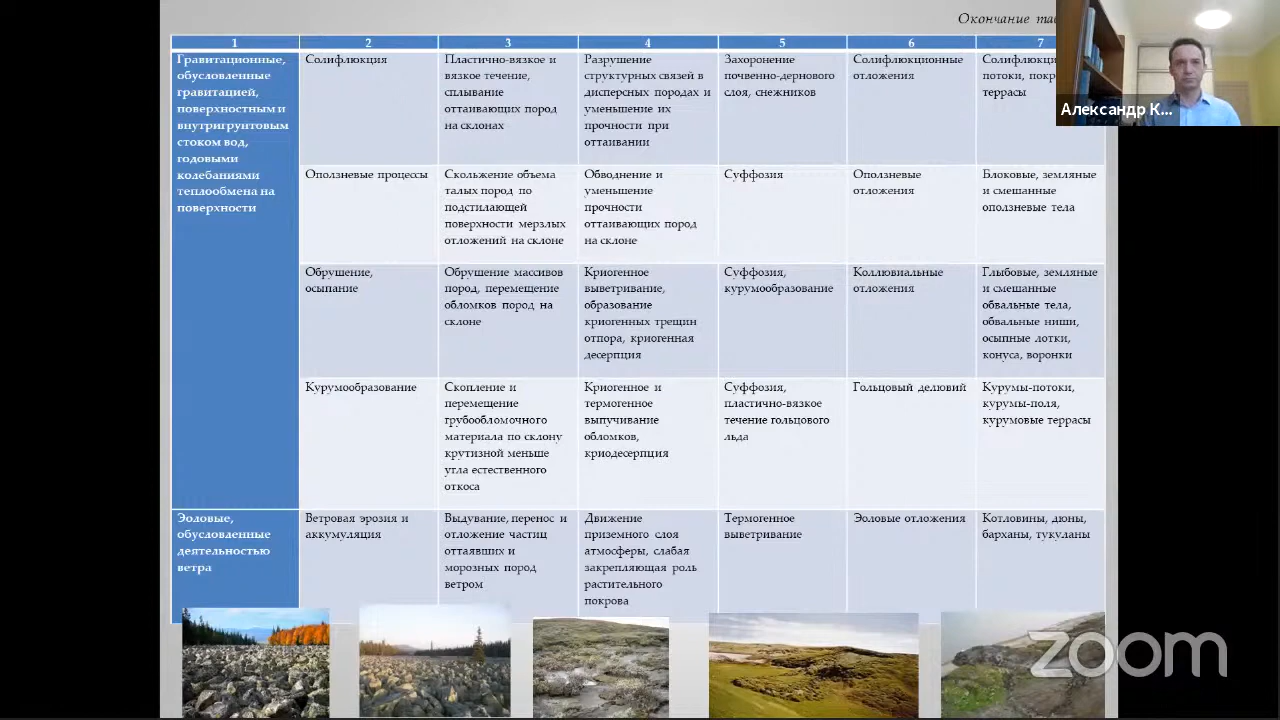 Окончание
1 2 3 4 5 6 7
Гравитационные,
обусловленные
гравитацией,
поверхностным и
внутригрунтовым
стоком вод,
годовыми
колебаниями
теплообмена на
поверхности
Солифлюкция
Пластично-вязкое и
вязкое течение,
сплывание
оттаивающих пород
на склонах
Разрушение
структурных связей в
дисперсных породах и
уменьшение их
прочности при
оттаивании
Захоронение
почвенно-дернового
слоя, снежников
Солифлюкционные
отложения
потоки,
террасы
Оползневые процессы
Скольжение объема
талых пород по
подстилающей
поверхности мерзлых
отложений на склоне
Обводнение и
уменьшение
прочности
оттаивающих пород
на склоне
Суффозия
Оползневые
отложения
Блоковые, земляные
и смешанные
оползневые тела
Обрушение,
осыпание
Обрушение массивов
пород, перемещение
обломков пород на
склоне
Криогенное
выветривание,
образование
криогенных трещин
отпора, криогенная
десерпция
Суффозия,
курумообразование
Коллювиальные
отложения
Глыбовые, земляные
и смешанные
обвальные тела,
обвальные ниши,
осыпные лотки,
конуса, воронки
Курумообразование
Скопление и
перемещение
грубообломочного
материала по склону
крутизной меньше
угла естественного
откоса
Криогенное и
термогенное
выпучивание
обломков,
криодесерпция
Суффозия,
пластично-вязкое
течение гольцового
льда
Гольцовый делювий
Курумы-потоки,
курумы-поля,
курумовые террасы
Эоловые,
обусловленные
деятельностью
ветра
Ветровая эрозия и
аккумуляция
Выдувание, перенос и
отложение частиц
оттаявших и
морозных пород
ветром
Движение
приземного слоя
атмосферы, слабая
закрепляющая роль
растительного
покрова
Термогенное
выветривание
Эоловые отложения
Котловины, дюны,
барханы, тукуланы
Александр К...
zoom